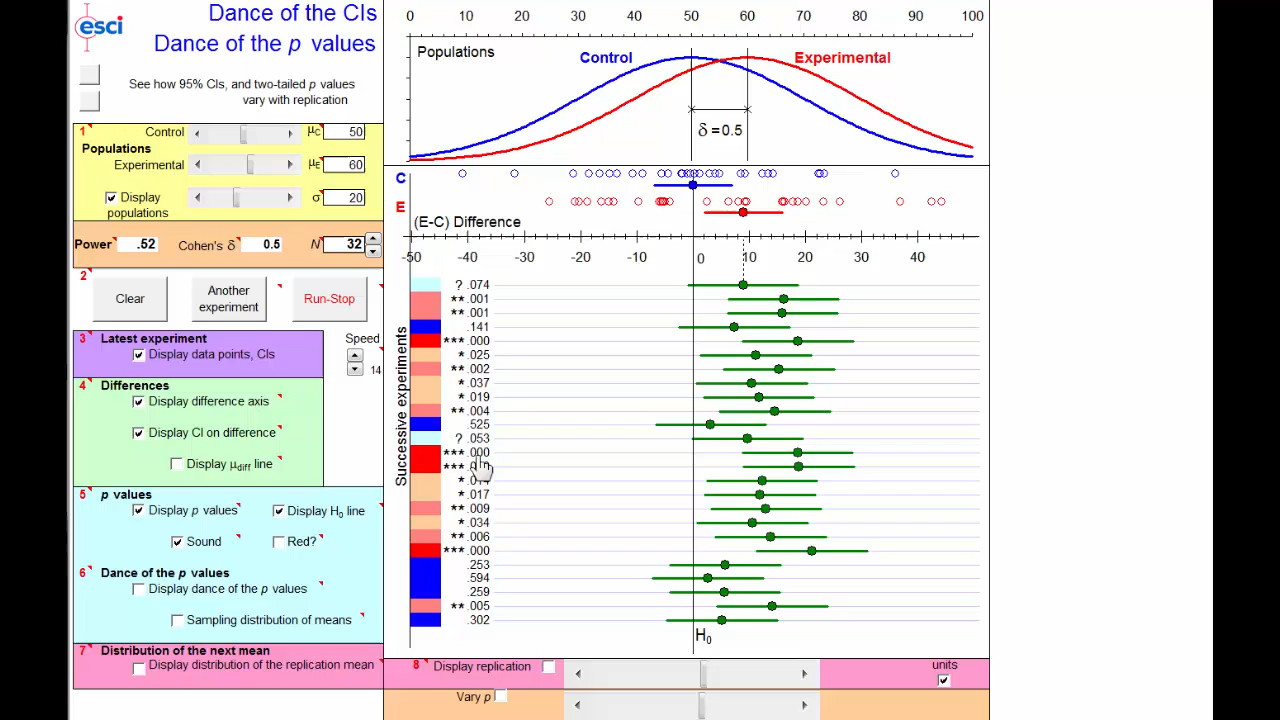 esci
Dance of the CIs
Dance of the p values
See how 95% CIs, and two-tailed p values
vary with replication
1 Control μC 50
Populations
Experimental μE 60
Display
populations
σ 20
Power .52 Cohen's δ 0.5 N 32
2
Clear
Another
experiment
Run-Stop
3 Latest experiment
Display data points, CIs
Speed
14
4 Differences
Display difference axis
Display CI on difference
Display μdiff line
5 p values
Display p values Display H0 line
Sound Red?
6 Dance of the p values
Display dance of the p values
Sampling distribution of means
7 Distribution of the next mean
Display distribution of the replication mean
0 10 20 30 40 50 60 70 80 90 100
Populations Control Experimental
δ =0.5
C
E
(E-C) Difference
-50 -40 -30 -20 -10 0 10 20 30 40
Successive experiments
? .074
** .001
** .001
.141
*** .000
* .025
** .002
* .037
* .019
** .004
.525
? .053
*** .000
***
*
* .017
** .009
* .034
** .006
*** .000
.253
.594
.259
** .005
.302
H0
8 Display replication
units
Vary p